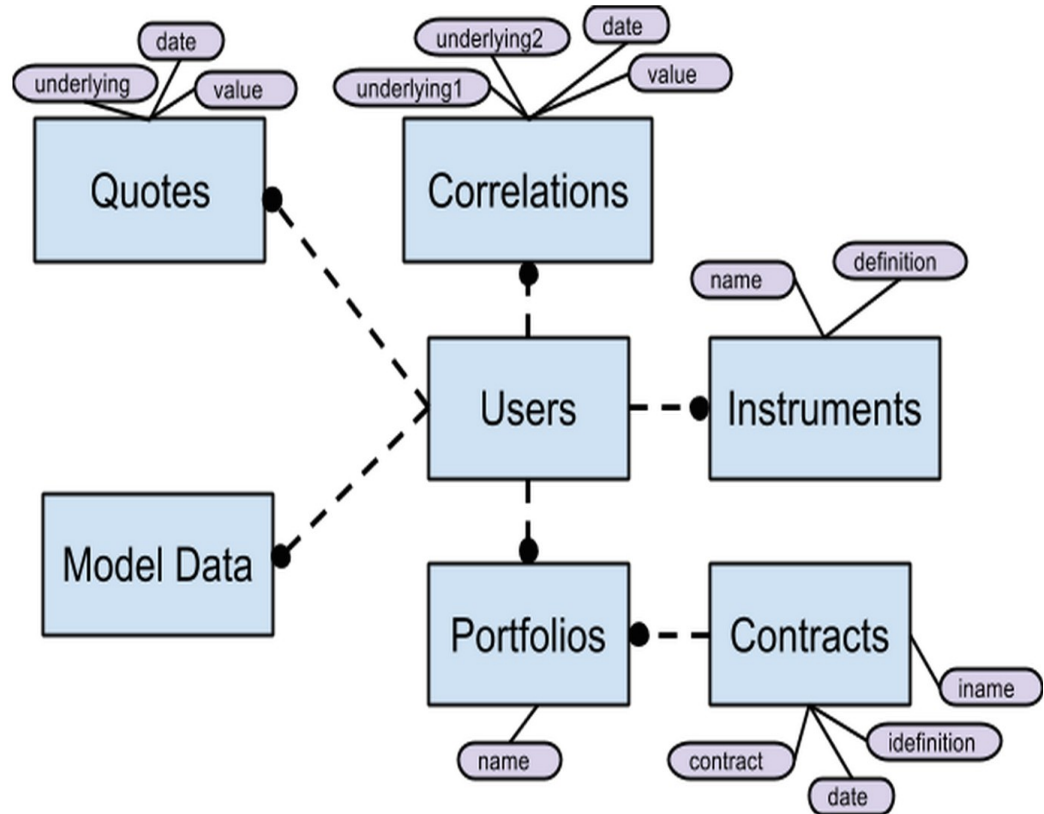 date
underlying
value
Quotes
underlying2
date
underlying1
value
Correlations
name
definition
Users
Instruments
Model Data
Portfolios
Contracts
name
iname
idefinition
contract
date